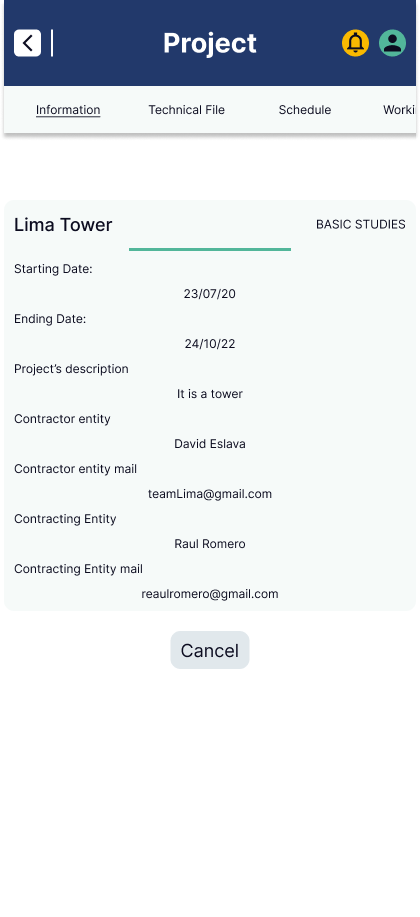 Project
Information Technical File Schedule Worki
Lima Tower BASIC STUDIES
Starting Date:
23/07/20
Ending Date:
24/10/22
Project’s description
It is a tower
Contractor entity
David Eslava
Contractor entity mail
teamLima@gmail.com
Contracting Entity
Raul Romero
Contracting Entity mail
reaulromero@gmail.com
Cancel